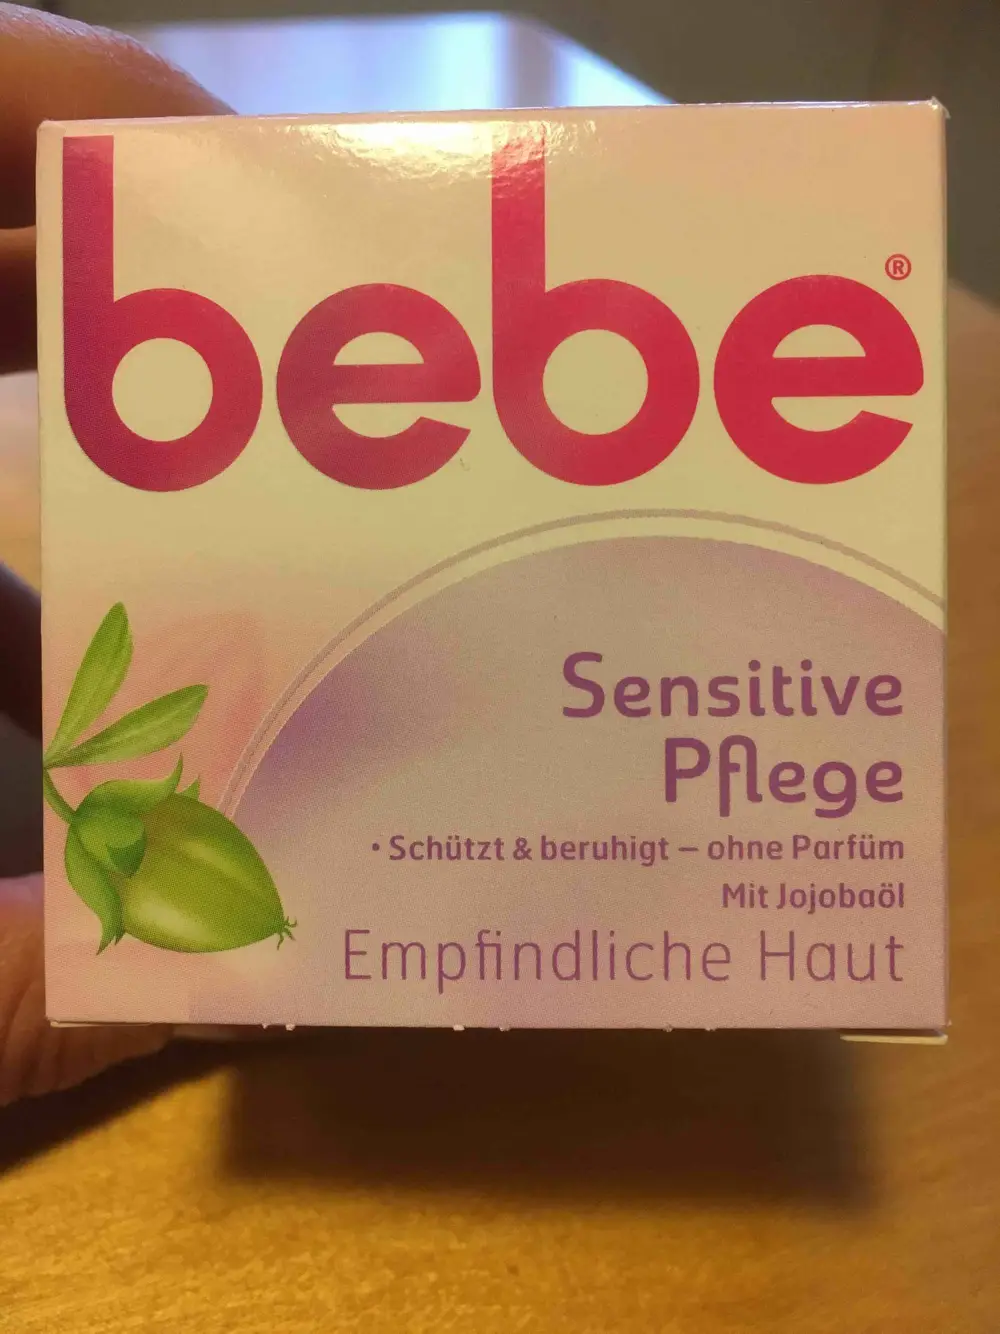 bebe®
Sensitive
Pflege
• Schützt & beruhigt – ohne Parfüm
Mit Jojobaöl
Empfindliche Haut